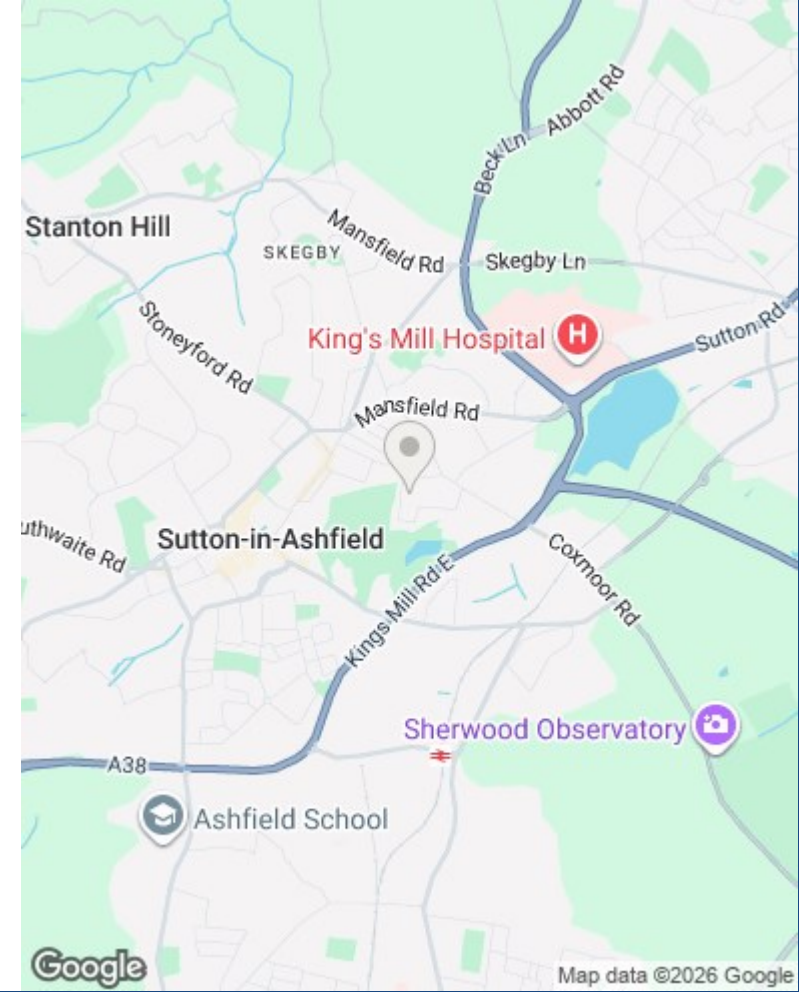 Abbott Rd
Beck Ln
Stanton Hill
Mansfield Rd
SKEGBY
Skegby Ln
Stoneyford Rd
King's Mill Hospital
H
Sutton Rd
Mansfield Rd
Sutton-in-Ashfield
uthwaite Rd
Coxmoor Rd
Kings Mill Rd E
Sherwood Observatory
A38
Ashfield School
Google
Map data ©2026 Google